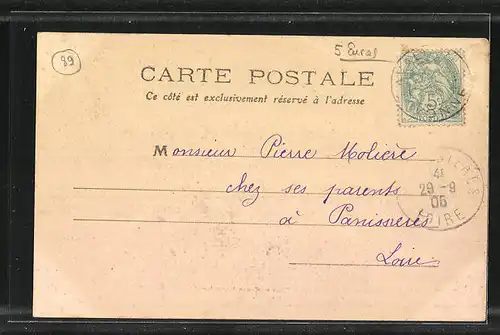 89
5 Euros
CARTE POSTALE
Ce côté est exclusivement réservé à l'adresse
Monsieur Pierre Molière
chez ses parents
à Panissières
Loire
29-9
05
LOIRE